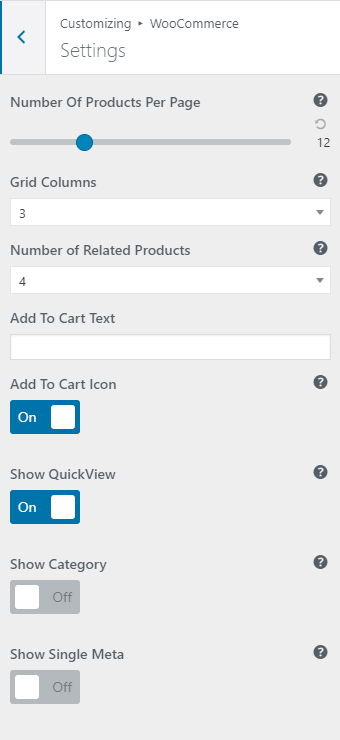 Customizing ▸ WooCommerce
Settings
Number Of Products Per Page
12
Grid Columns
3
Number of Related Products
4
Add To Cart Text
Add To Cart Icon
On
Show QuickView
On
Show Category
Off
Show Single Meta
Off